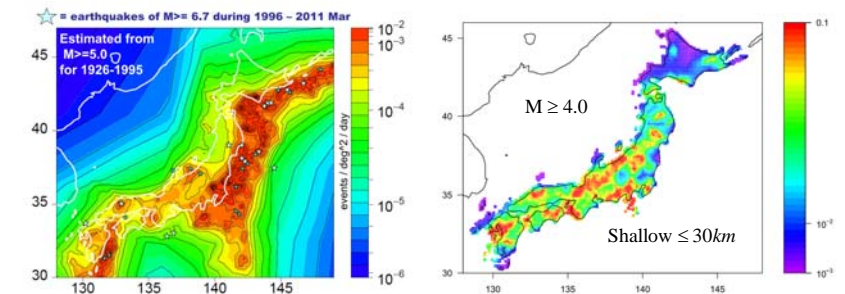 ☆ = earthquakes of M>= 6.7 during 1996 – 2011 Mar
Estimated from
M>=5.0
for 1926-1995
45
40
35
30
130 135 140 145
10⁻²
10⁻³
10⁻⁴
10⁻⁵
10⁻⁶
events / deg^2 / day
M ≥ 4.0
Shallow ≤ 30km
45
40
35
30
130 135 140 145
0.1
10⁻²
10⁻³